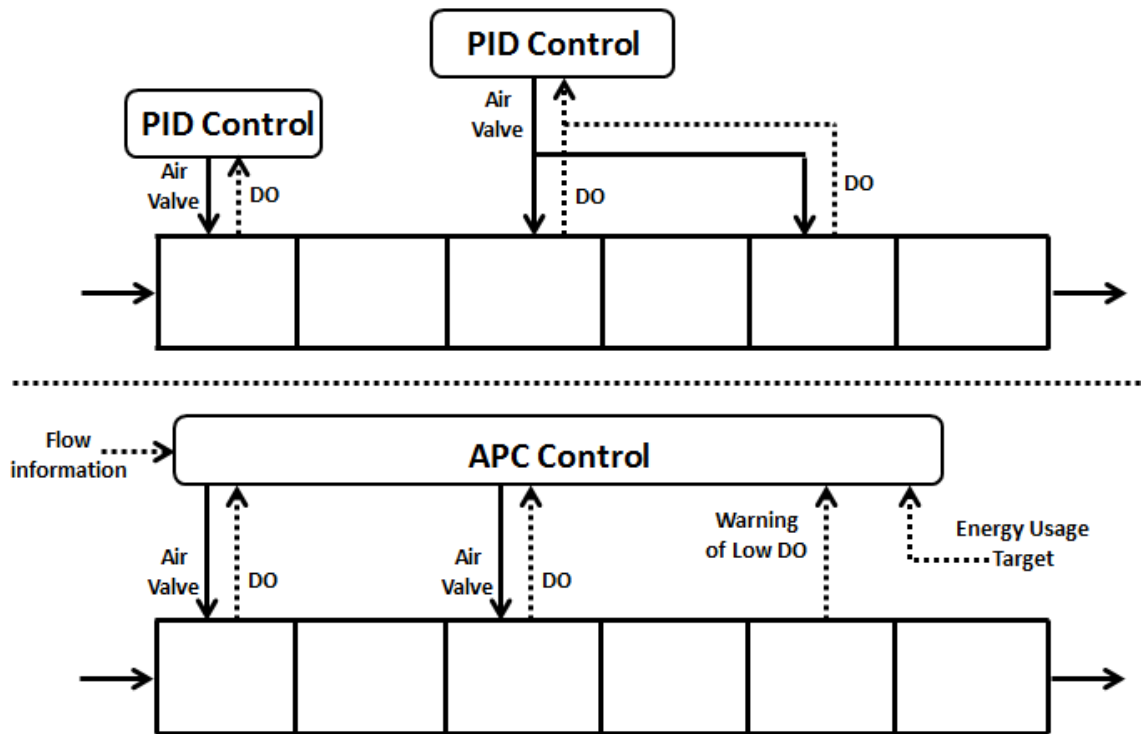 PID Control
PID Control
Air
Valve
Air
Valve
DO
DO
DO
Flow
information
APC Control
Air
Valve
DO
Air
Valve
DO
Warning
of Low DO
Energy Usage
Target